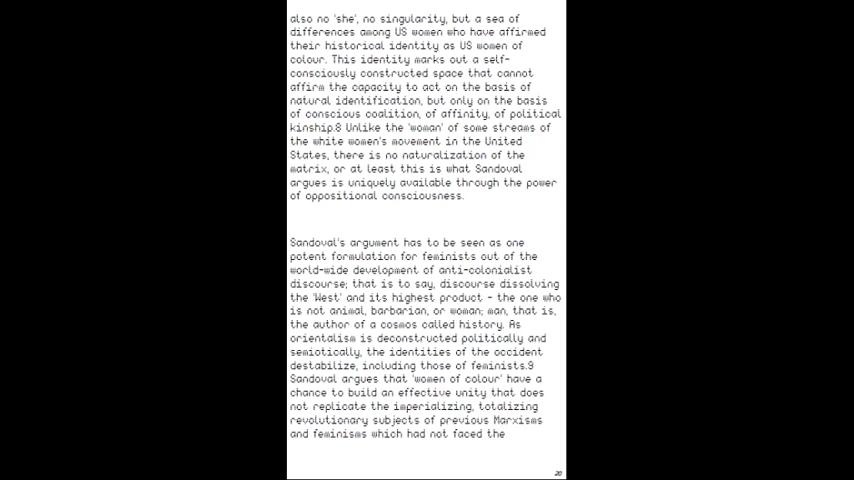 also no 'she', no singularity, but a sea of
differences among US women who have affirmed
their historical identity as US women of
colour. This identity marks out a self-
consciously constructed space that cannot
affirm the capacity to act on the basis of
natural identification, but only on the basis
of conscious coalition, of affinity, of political
kinship.8 Unlike the 'woman' of some streams of
the white women's movement in the United
States, there is no naturalization of the
matrix, or at least this is what Sandoval
argues is uniquely available through the power
of oppositional consciousness.
Sandoval's argument has to be seen as one
potent formulation for feminists out of the
world-wide development of anti-colonialist
discourse; that is to say, discourse dissolving
the 'West' and its highest product - the one who
is not animal, barbarian, or woman; man, that is,
the author of a cosmos called history. As
orientalism is deconstructed politically and
semiotically, the identities of the occident
destabilize, including those of feminists.9
Sandoval argues that 'women of colour' have a
chance to build an effective unity that does
not replicate the imperializing, totalizing
revolutionary subjects of previous Marxisms
and feminisms which had not faced the
20